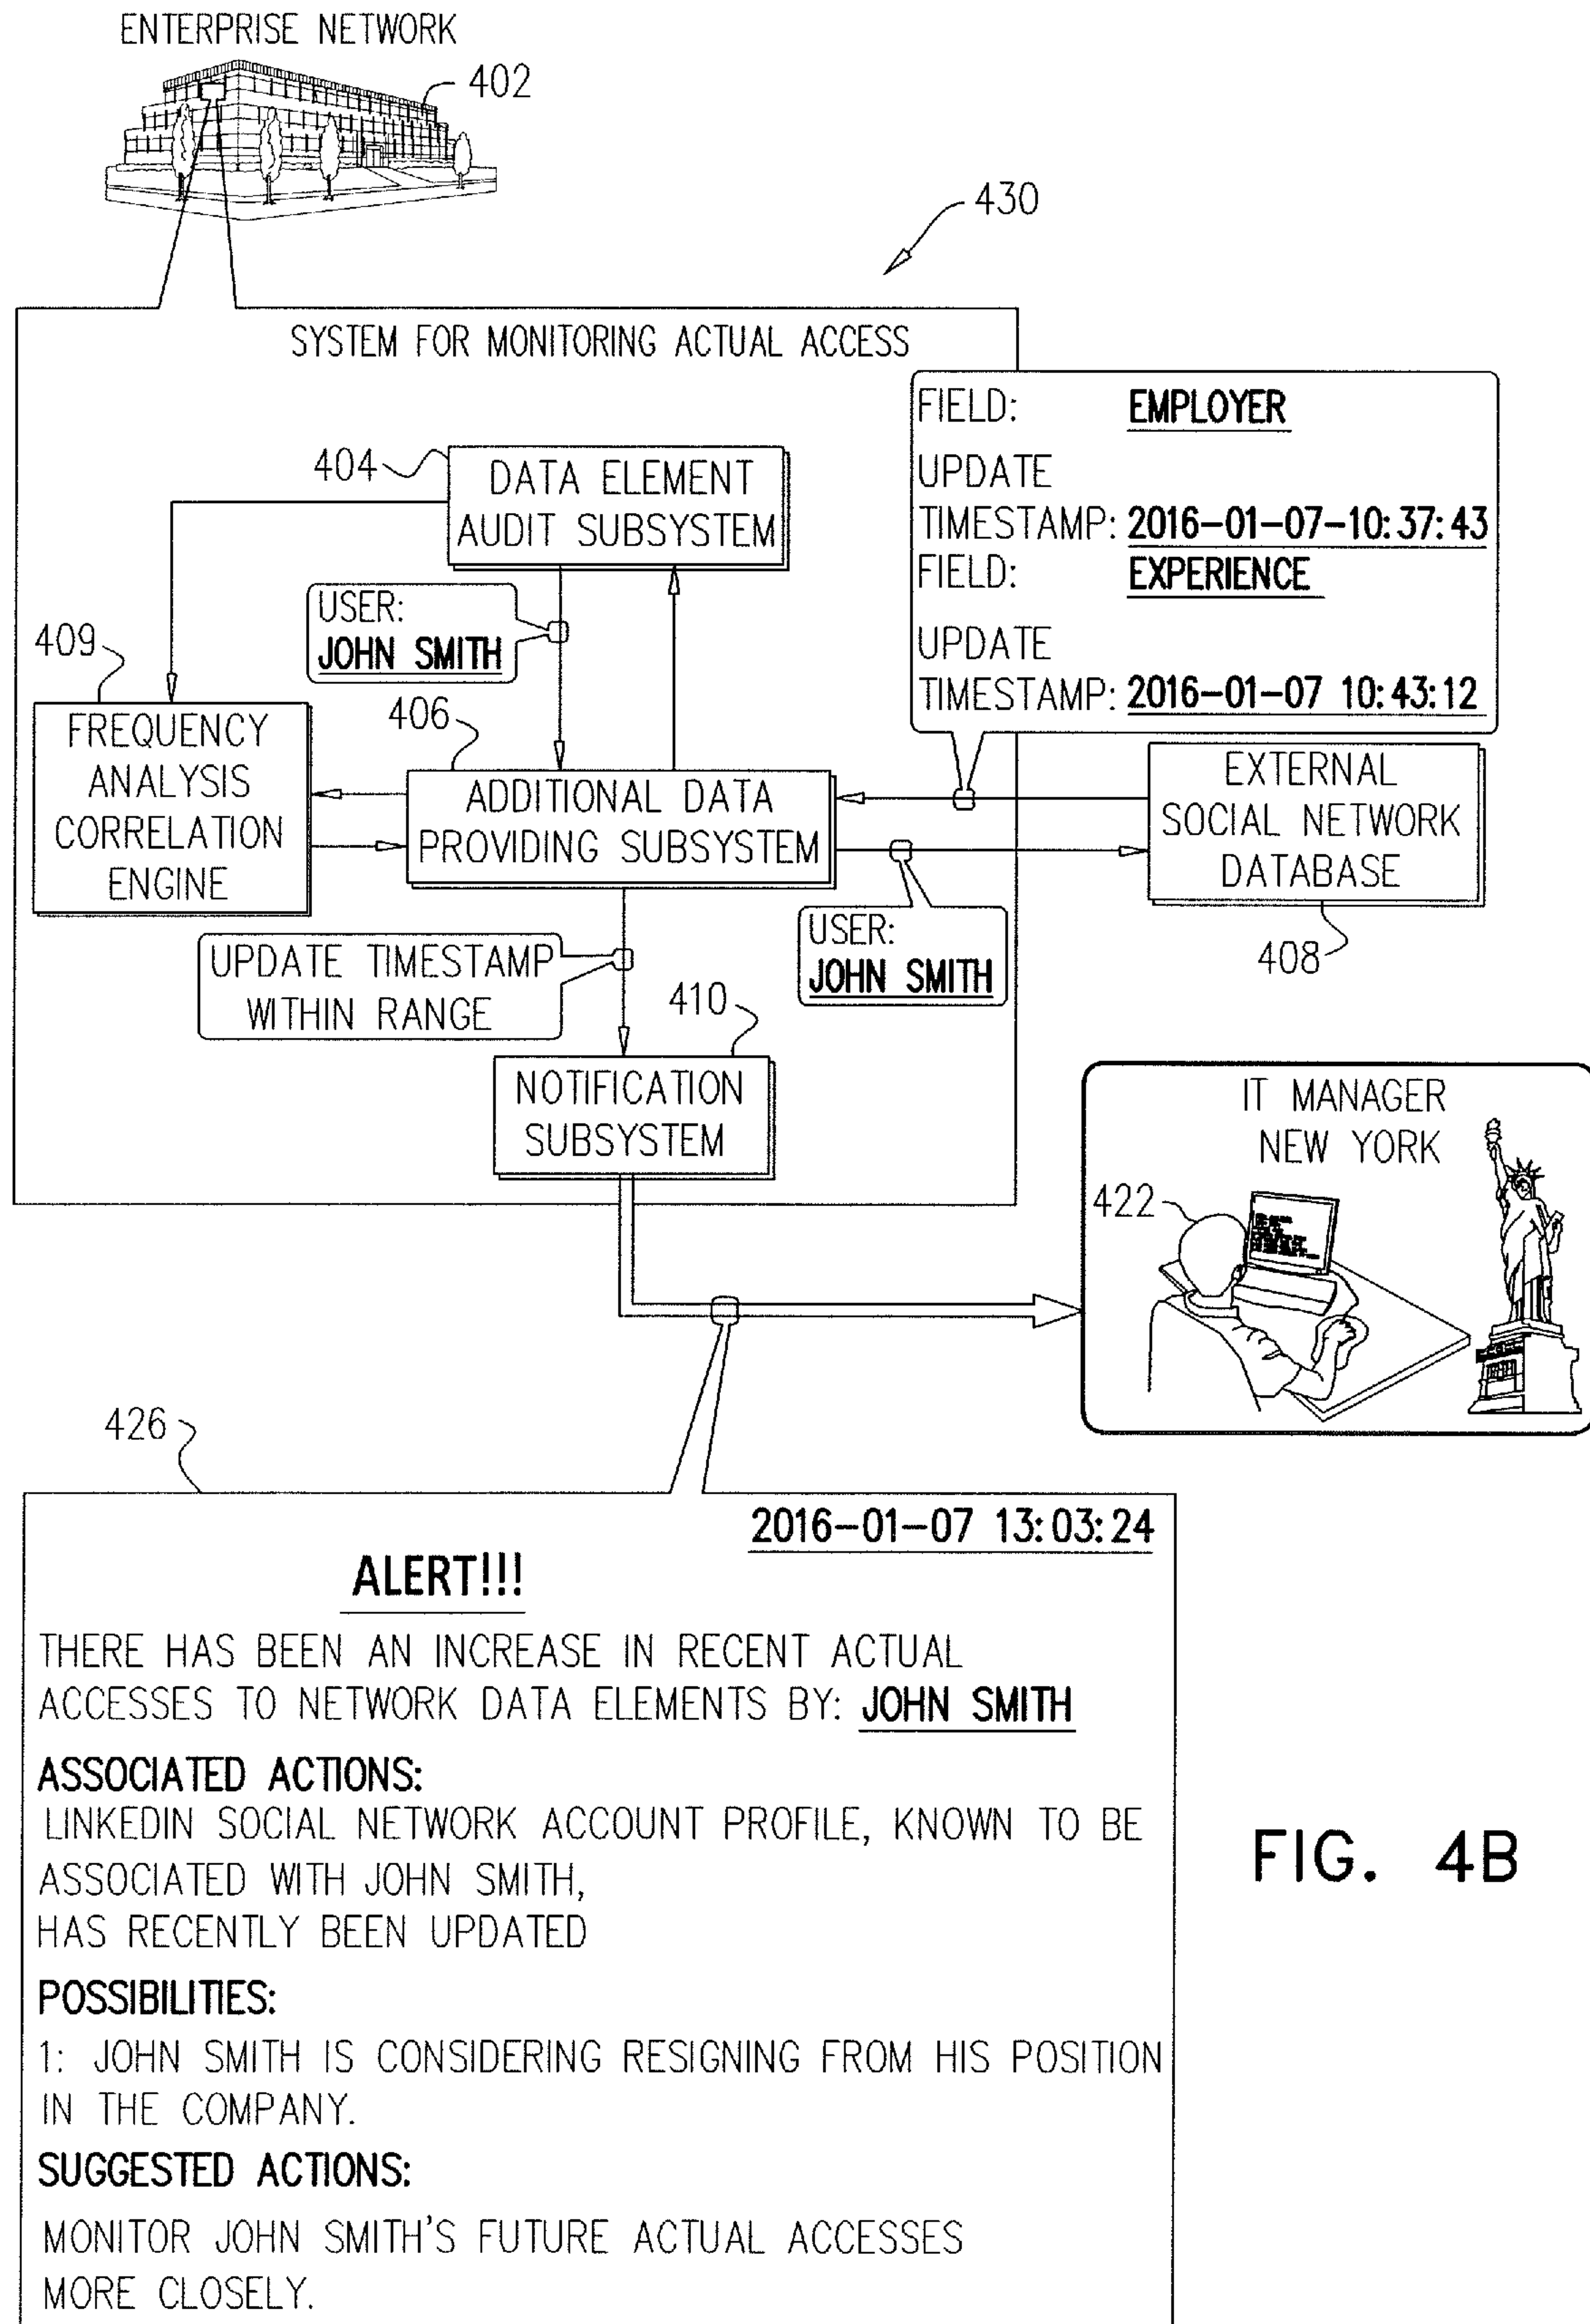 ENTERPRISE NETWORK
402
430
SYSTEM FOR MONITORING ACTUAL ACCESS
FIELD: EMPLOYER
UPDATE
TIMESTAMP: 2016-01-07-10:37:43
FIELD: EXPERIENCE
UPDATE
TIMESTAMP: 2016-01-07 10:43:12
404
DATA ELEMENT
AUDIT SUBSYSTEM
USER:
JOHN SMITH
409
FREQUENCY
ANALYSIS
CORRELATION
ENGINE
406
ADDITIONAL DATA
PROVIDING SUBSYSTEM
EXTERNAL
SOCIAL NETWORK
DATABASE
408
USER:
JOHN SMITH
UPDATE TIMESTAMP
WITHIN RANGE
410
NOTIFICATION
SUBSYSTEM
IT MANAGER
NEW YORK
422
426
2016-01-07 13:03:24
ALERT!!!
THERE HAS BEEN AN INCREASE IN RECENT ACTUAL
ACCESSES TO NETWORK DATA ELEMENTS BY: JOHN SMITH
ASSOCIATED ACTIONS:
LINKEDIN SOCIAL NETWORK ACCOUNT PROFILE, KNOWN TO BE
ASSOCIATED WITH JOHN SMITH,
HAS RECENTLY BEEN UPDATED
POSSIBILITIES:
1: JOHN SMITH IS CONSIDERING RESIGNING FROM HIS POSITION
IN THE COMPANY.
SUGGESTED ACTIONS:
MONITOR JOHN SMITH'S FUTURE ACTUAL ACCESSES
MORE CLOSELY.
FIG. 4B